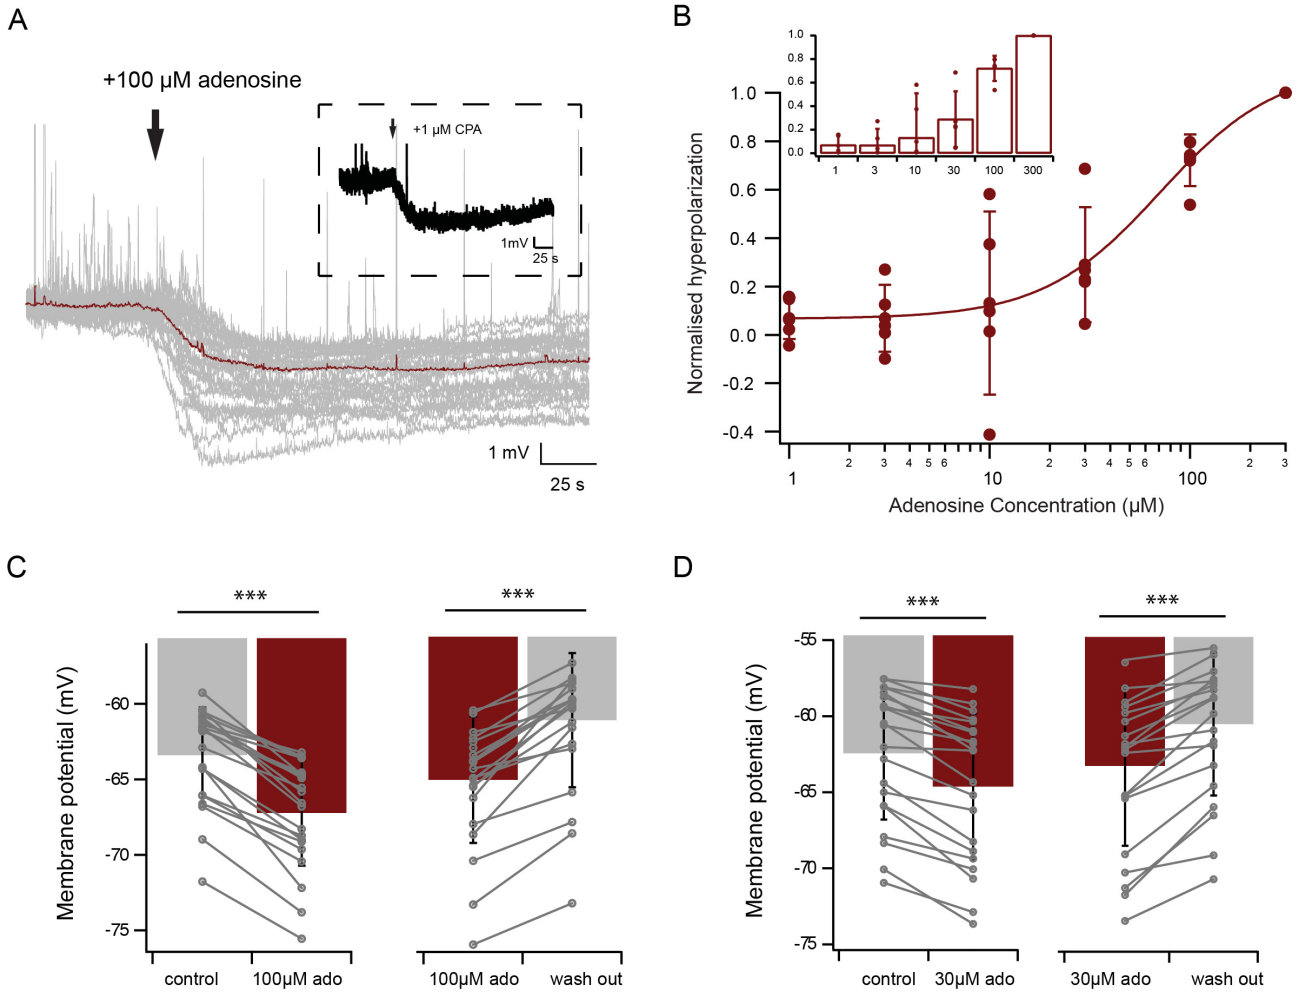 A
+100 µM adenosine
+1 µM CPA
1mV
25 s
1 mV
25 s
B
1.0
0.8
0.6
0.4
0.2
0.0
1 3 10 30 100 300
Normalised hyperpolarization
1.0
0.8
0.6
0.4
0.2
0.0
-0.2
-0.4
2 3 4 5 6 2 3 4 5 6 2 3
1 10 100
Adenosine Concentration (µM)
C
*** ***
Membrane potential (mV)
-60
-65
-70
-75
control 100µM ado 100µM ado wash out
D
*** ***
Membrane potential (mV)
-55
-60
-65
-70
-75
control 30µM ado 30µM ado wash out